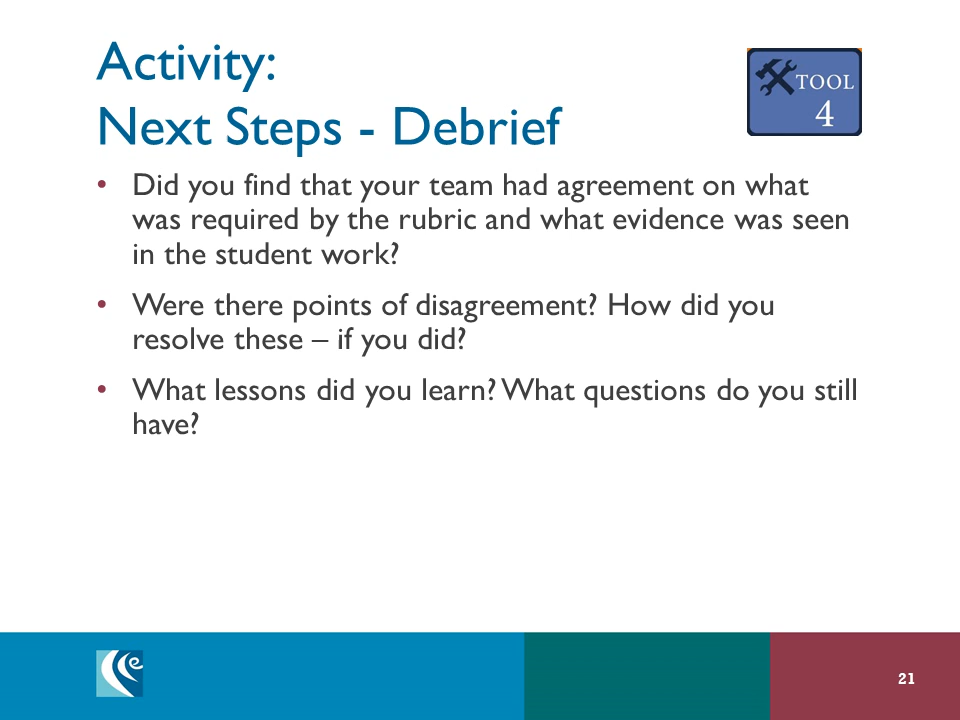 Activity:
Next Steps - Debrief
TOOL
4
• Did you find that your team had agreement on what
was required by the rubric and what evidence was seen
in the student work?
• Were there points of disagreement? How did you
resolve these – if you did?
• What lessons did you learn? What questions do you still
have?
e
21